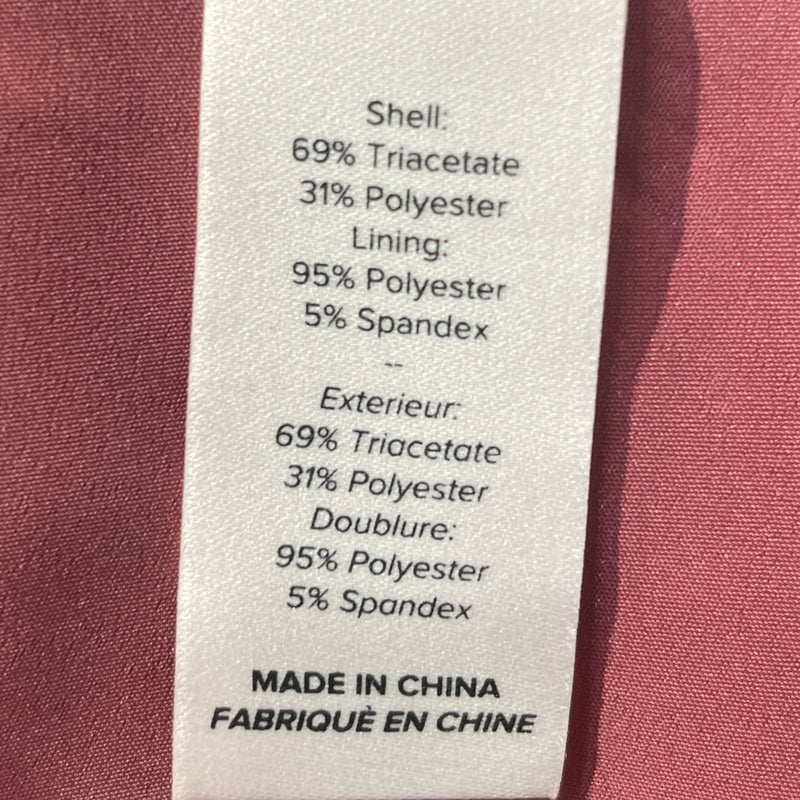 Shell:
69% Triacetate
31% Polyester
Lining:
95% Polyester
5% Spandex
--
Exterieur:
69% Triacetate
31% Polyester
Doublure:
95% Polyester
5% Spandex
MADE IN CHINA
FABRIQUÈ EN CHINE